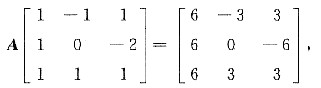 A [ 1 -1 1 ] = [ 6 -3 3 ] ,
[ 1 0 -2 ] [ 6 0 -6 ]
[ 1 1 1 ] [ 6 3 3 ]